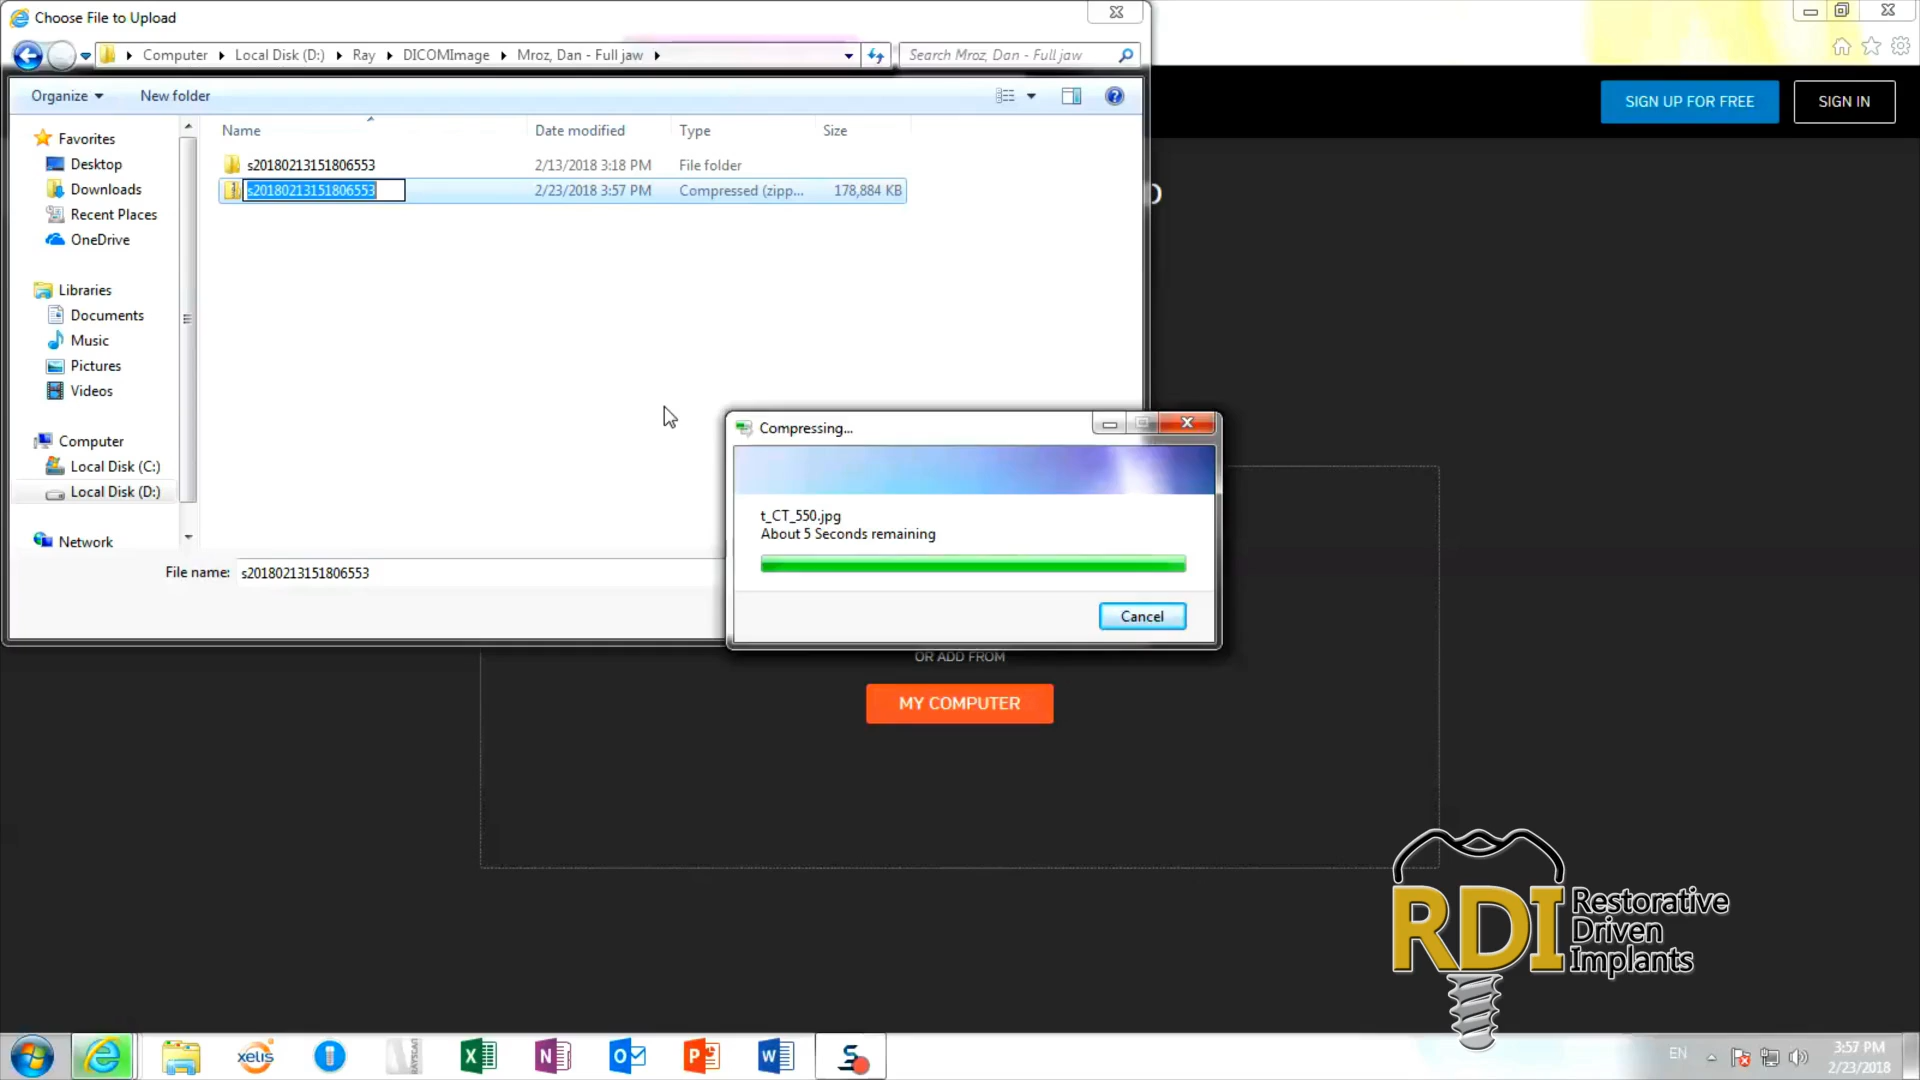 Choose File to Upload
Computer Local Disk (D:) Ray DICOMImage Mroz, Dan - Full jaw
Search Mroz, Dan - Full jaw
SIGN UP FOR FREE
SIGN IN
Organize
New folder
Name Date modified Type Size
Favorites
Desktop
Downloads
Recent Places
OneDrive
Libraries
Documents
Music
Pictures
Videos
Computer
Local Disk (C:)
Local Disk (D:)
Network
s20180213151806553 2/13/2018 3:18 PM File folder
s20180213151806553 2/23/2018 3:57 PM Compressed (zipp... 178,884 KB
File name: s20180213151806553
Compressing...
t_CT_550.jpg
About 5 Seconds remaining
Cancel
OR ADD FROM
MY COMPUTER
RDI
Restorative
Driven
Implants
xelis
RAYSCAN
EN
3:57 PM
2/23/2018